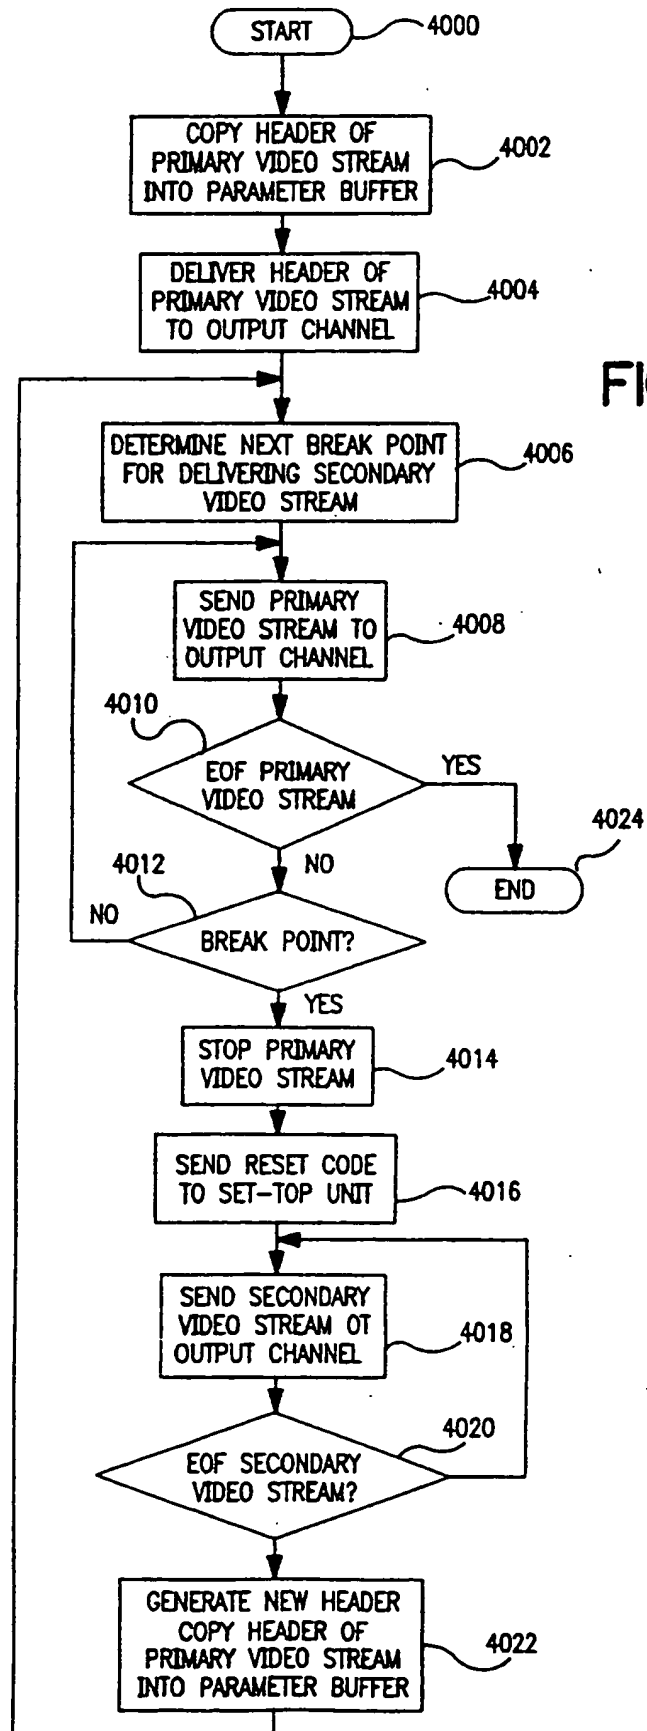 START
4000
COPY HEADER OF
PRIMARY VIDEO STREAM
INTO PARAMETER BUFFER
4002
DELIVER HEADER OF
PRIMARY VIDEO STREAM
TO OUTPUT CHANNEL
4004
DETERMINE NEXT BREAK POINT
FOR DELIVERING SECONDARY
VIDEO STREAM
4006
SEND PRIMARY
VIDEO STREAM TO
OUTPUT CHANNEL
4008
4010
EOF PRIMARY
VIDEO STREAM
YES
4024
END
NO
4012
NO
BREAK POINT?
YES
STOP PRIMARY
VIDEO STREAM
4014
SEND RESET CODE
TO SET-TOP UNIT
4016
SEND SECONDARY
VIDEO STREAM OT
OUTPUT CHANNEL
4018
4020
EOF SECONDARY
VIDEO STREAM?
GENERATE NEW HEADER
COPY HEADER OF
PRIMARY VIDEO STREAM
INTO PARAMETER BUFFER
4022